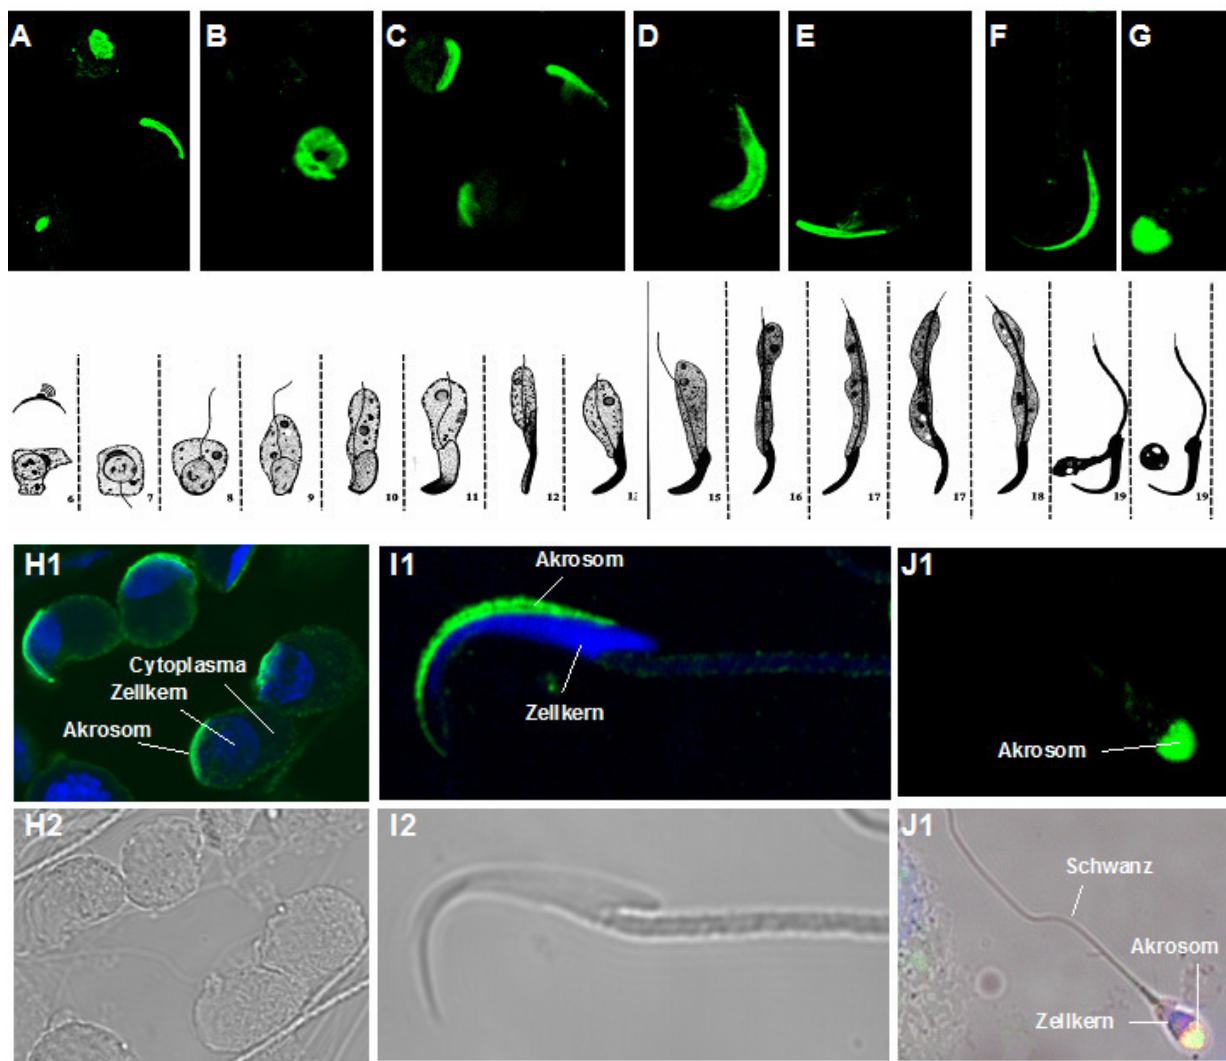 A
B
C
D
E
F
G
6
7
8
9
10
11
12
13
15
16
17
17
18
19
19
H1
Cytoplasma
Zellkern
Akrosom
I1
Akrosom
Zellkern
J1
Akrosom
H2
I2
J1
Schwanz
Akrosom
Zellkern